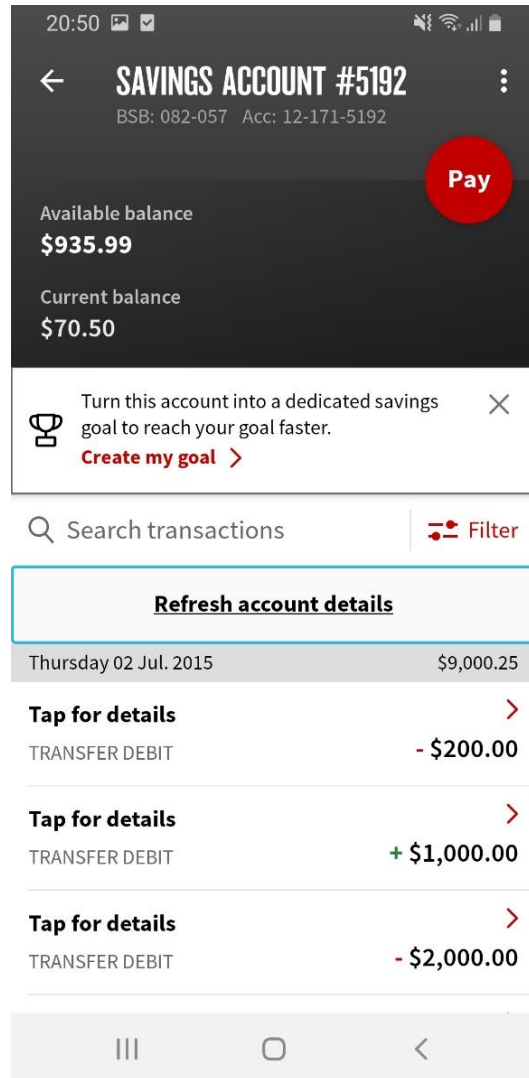 20:50
SAVINGS ACCOUNT #5192
BSB: 082-057 Acc: 12-171-5192
Pay
Available balance
$935.99
Current balance
$70.50
Turn this account into a dedicated savings
goal to reach your goal faster.
Create my goal
Search transactions
Filter
Refresh account details
Thursday 02 Jul. 2015 $9,000.25
Tap for details
TRANSFER DEBIT - $200.00
Tap for details
TRANSFER DEBIT + $1,000.00
Tap for details
TRANSFER DEBIT - $2,000.00